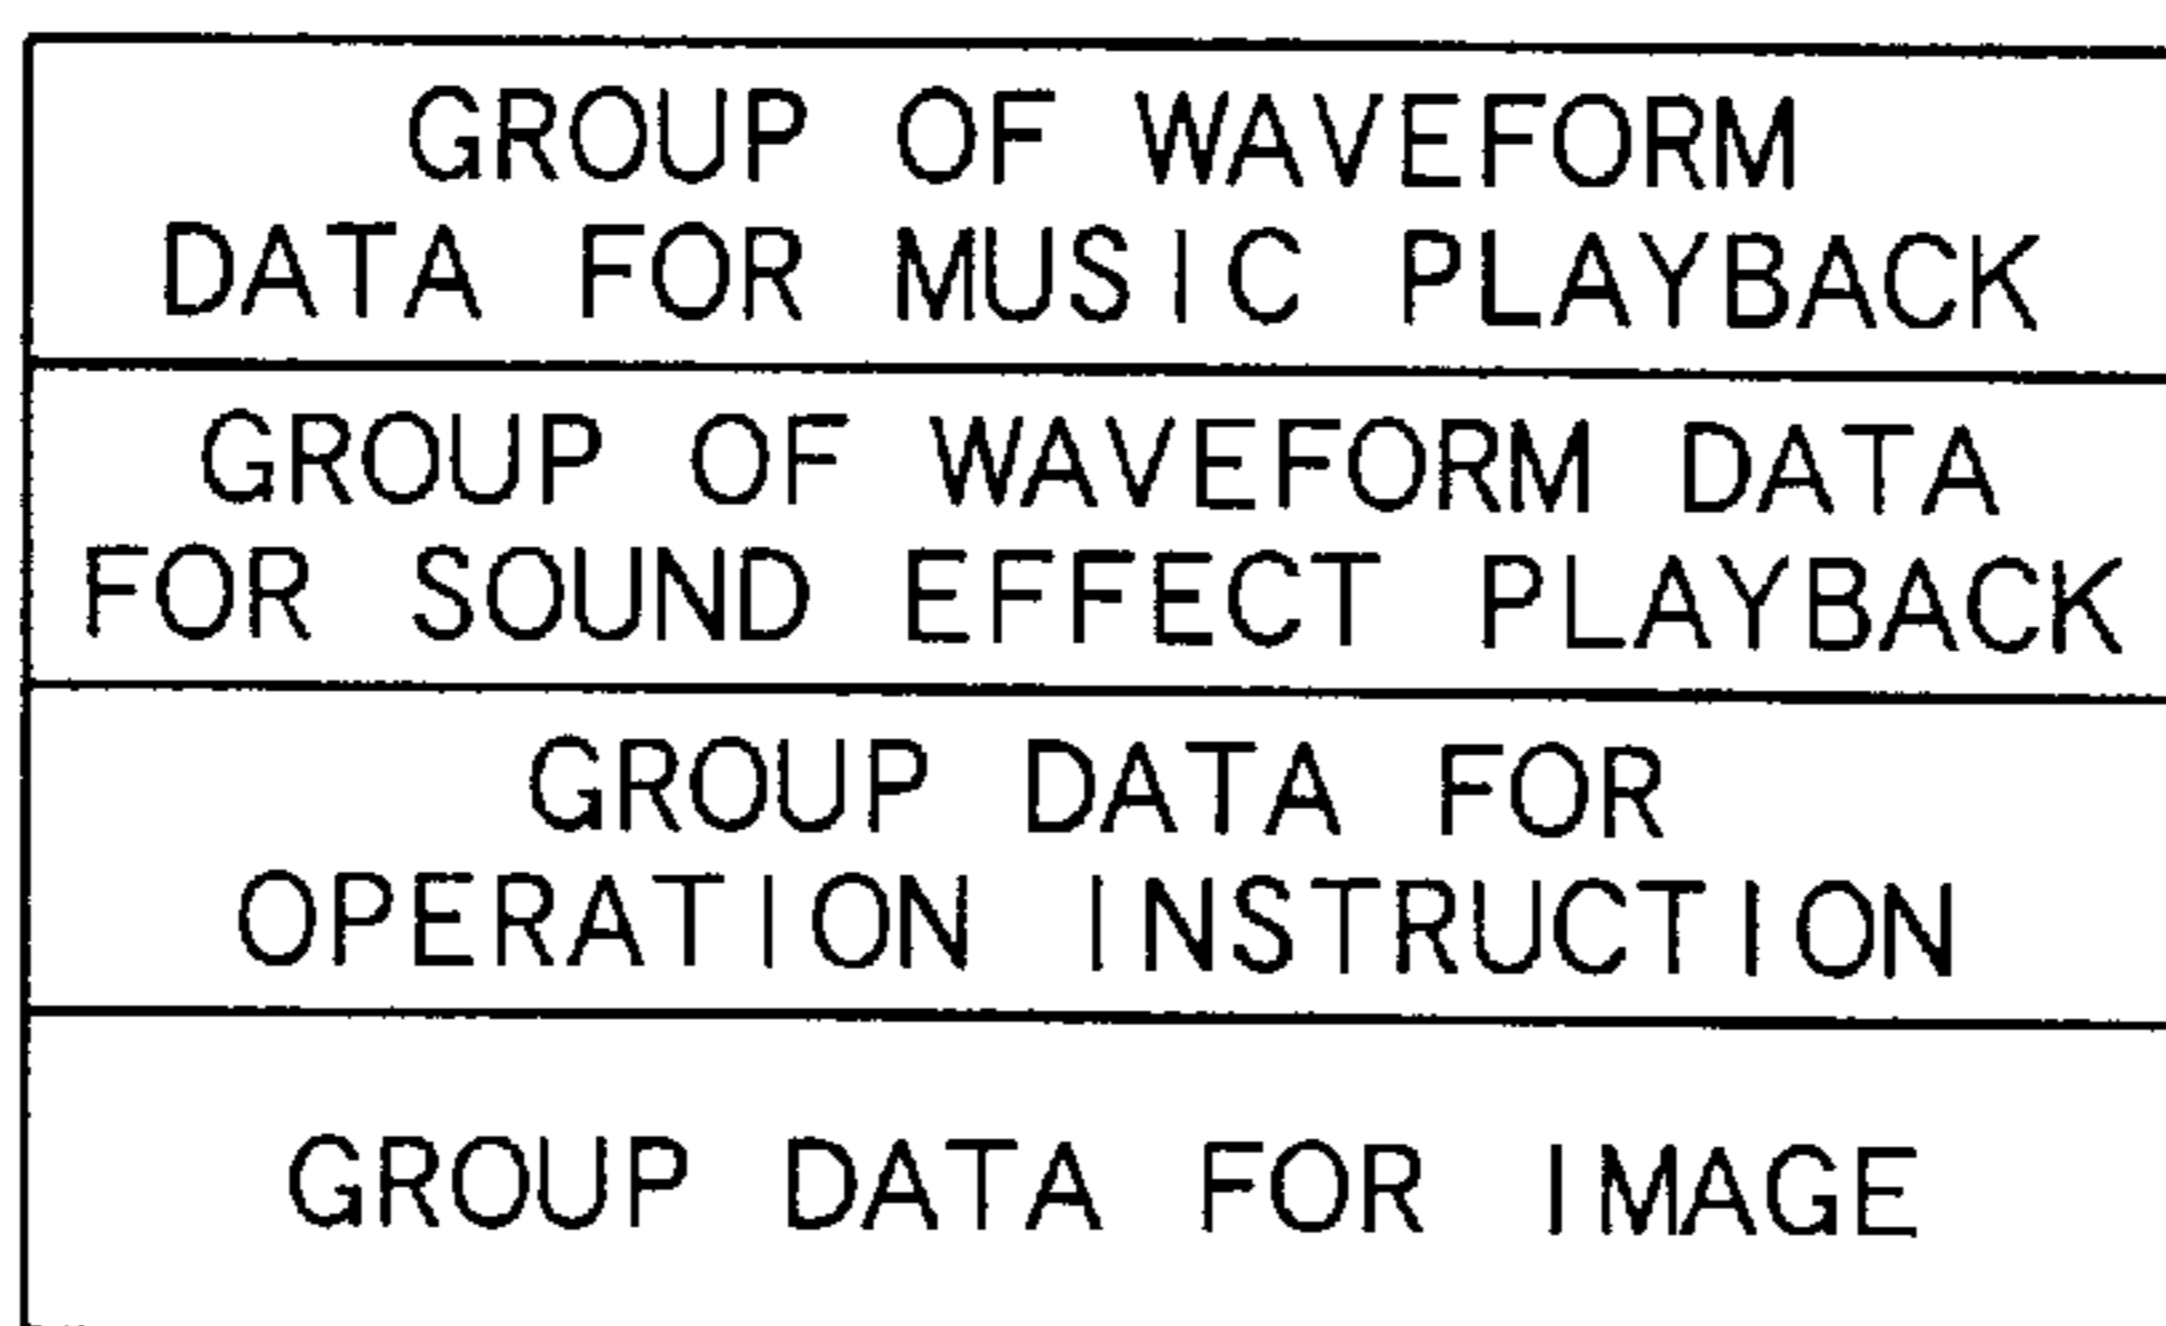 GROUP OF WAVEFORM
DATA FOR MUSIC PLAYBACK
GROUP OF WAVEFORM DATA
FOR SOUND EFFECT PLAYBACK
GROUP DATA FOR
OPERATION INSTRUCTION
GROUP DATA FOR IMAGE